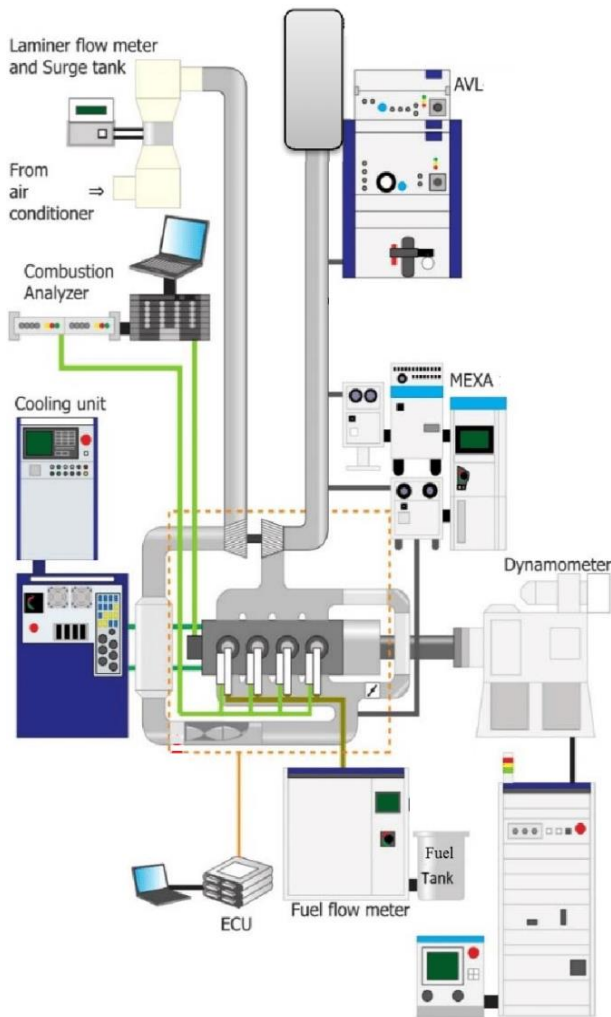 Laminer flow meter
and Surge tank
AVL
From
air ⇒
conditioner
Combustion
Analyzer
MEXA
Cooling unit
Dynamometer
Fuel
Tank
Fuel flow meter
ECU